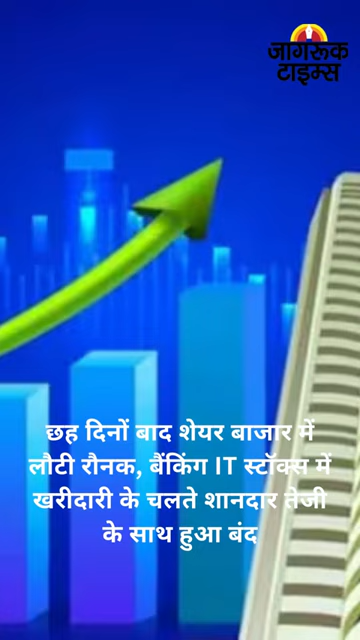 जागरूक
टाइम्स
छह दिनों बाद शेयर बाजार में
लौटी रौनक, बैंकिंग IT स्टॉक्स में
खरीदारी के चलते शानदार तेजी
के साथ हुआ बंद